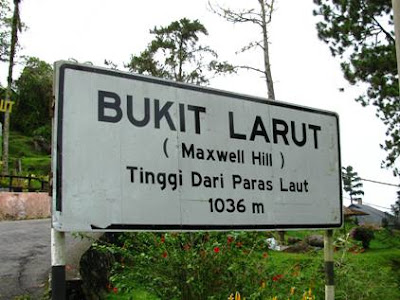 BUKIT LARUT
( Maxwell Hill )
Tinggi Dari Paras Laut
1036 m